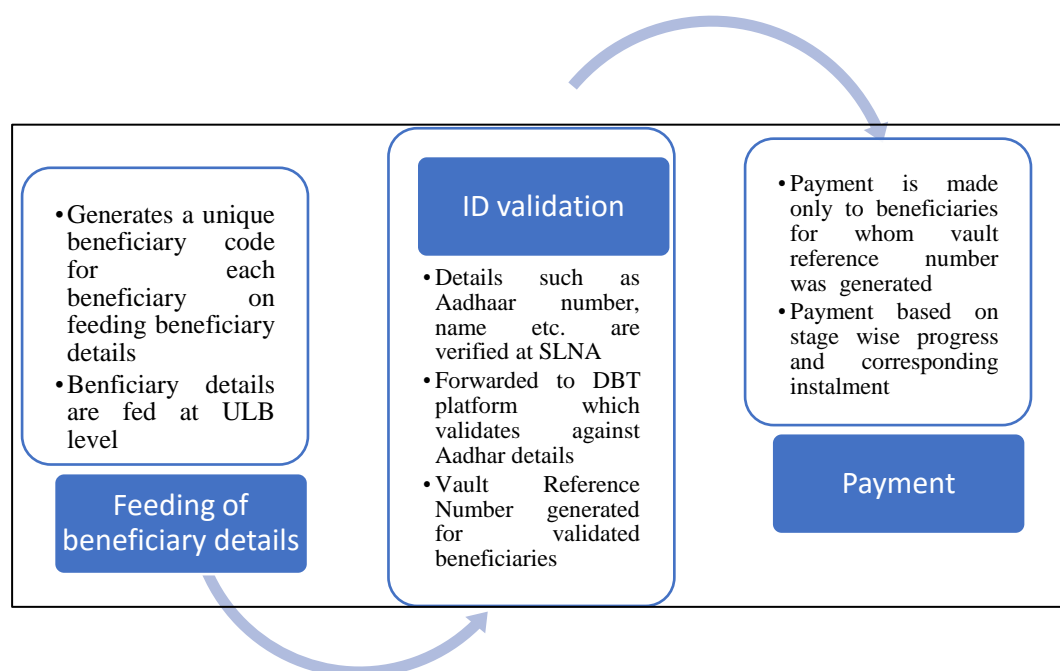 •Generates a unique
beneficiary code
for each
beneficiary on
feeding beneficiary
details
•Benficiary details
are fed at ULB
level
Feeding of
beneficiary details
ID validation
•Details such as
Aadhaar number,
name etc. are
verified at SLNA
•Forwarded to DBT
platform which
validates against
Aadhar details
•Vault Reference
Number generated
for validated
beneficiaries
•Payment is made
only to beneficiaries
for whom vault
reference number
was generated
•Payment based on
stage wise progress
and corresponding
instalment
Payment